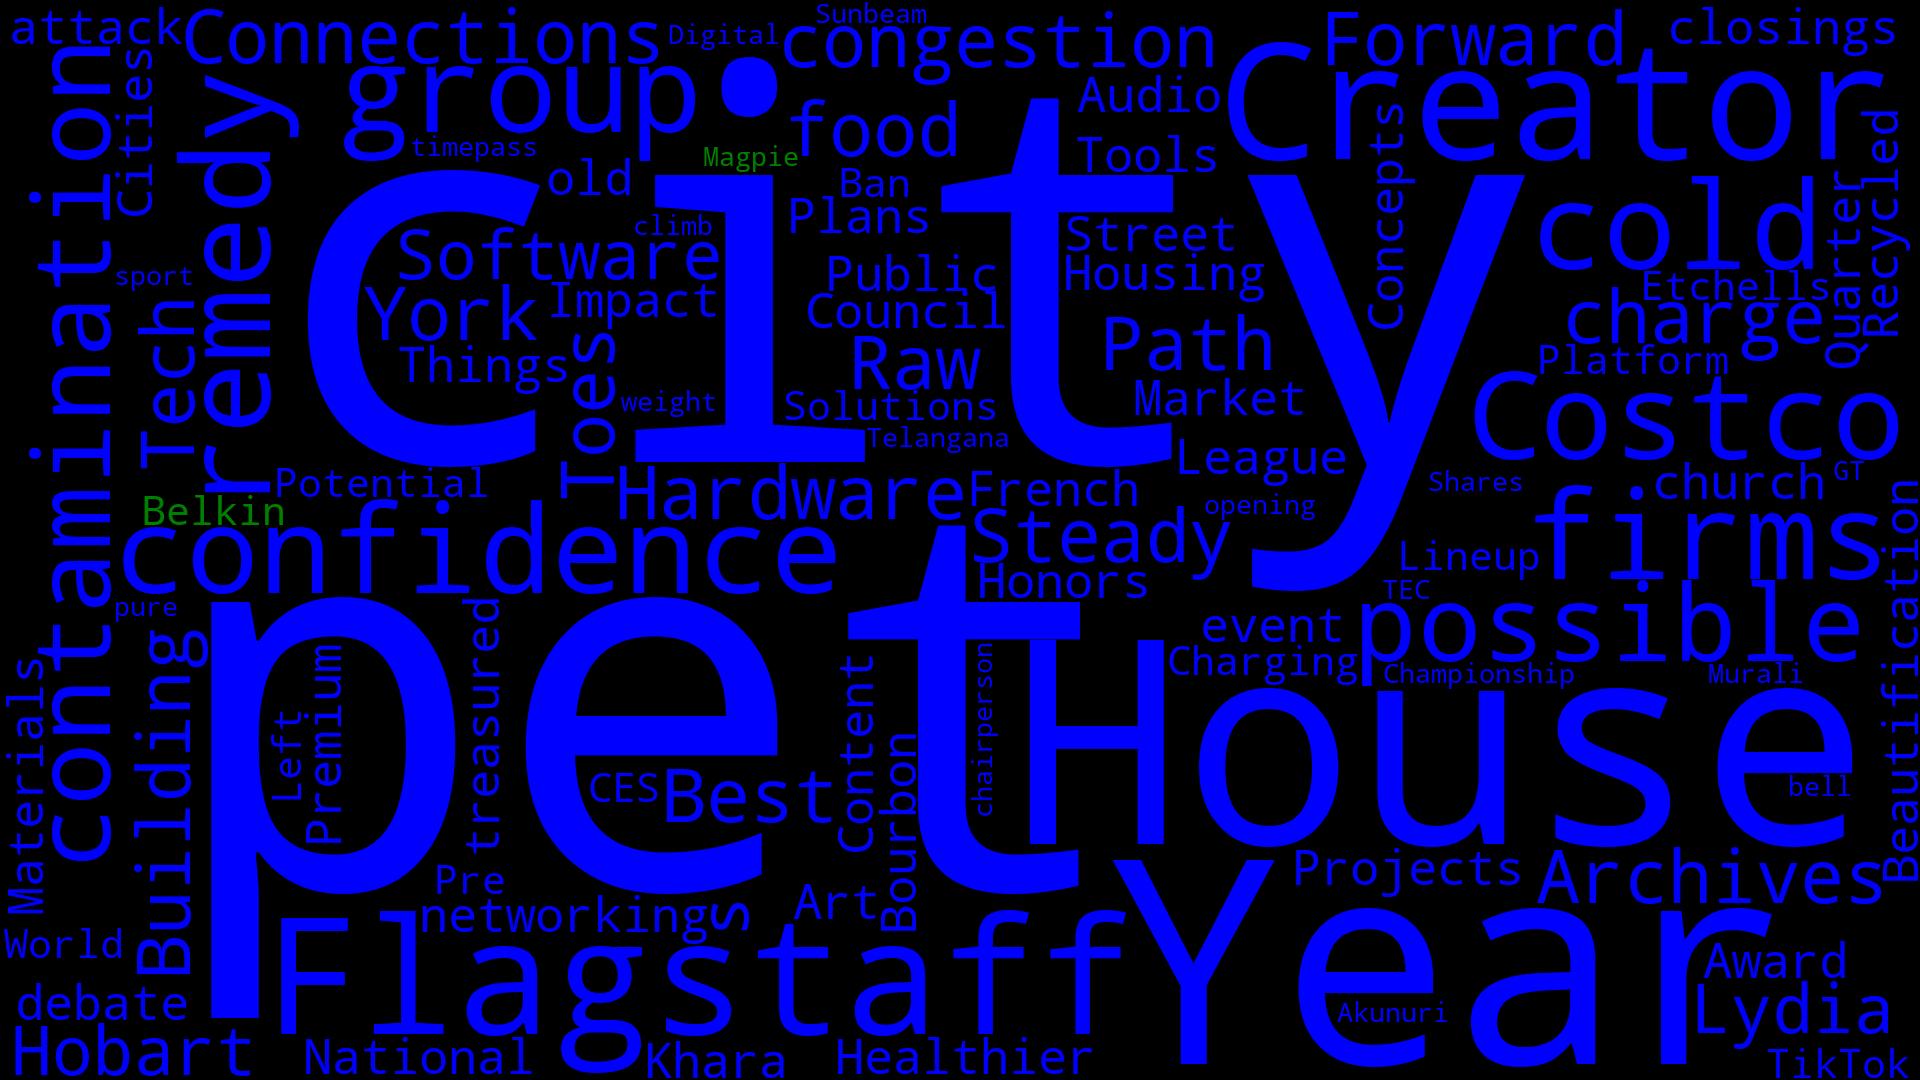 attack
Connections
Digital
Sunbeam
congestion
Forward
closings
contamination
Cities
remedy
group
timepass
Magpie
food
Audio
Tools
Creator
Concepts
Recycled
Quarter
old
Ban
Plans
city
climb
Software
Street
cold
sport
Public
Housing
Etchells
York
Impact
Council
charge
Tech
Things
Toes
Raw
Path
Platform
weight
Solutions
Market
Costco
Telangana
League
Potential
Hardware
French
Shares
church
GT
Belkin
opening
confidence
Steady
Lineup
firms
Honors
TEC
Beautification
pure
pet
event
possible
Charging
Championship
Murali
Materials
Building
Left
Premium
treasured
Content
chairperson
House
CES
Best
Bourbon
bell
Pre
Projects
Archives
networking
S
Art
World
Flagstaff
Year
Award
debate
Akunuri
Lydia
Hobart
National
Khara
Healthier
TikTok